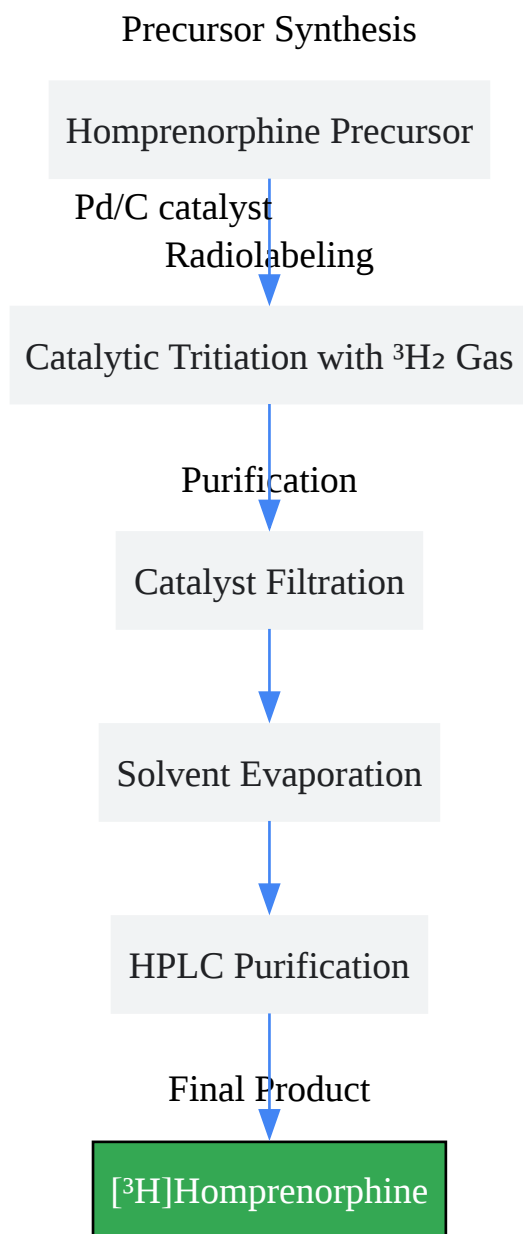 Precursor Synthesis
Homprenorphine Precursor
Pd/C catalyst
Radiolabeling
Catalytic Tritiation with ³H₂ Gas
Purification
Catalyst Filtration
Solvent Evaporation
HPLC Purification
Final Product
[³H]Homprenorphine